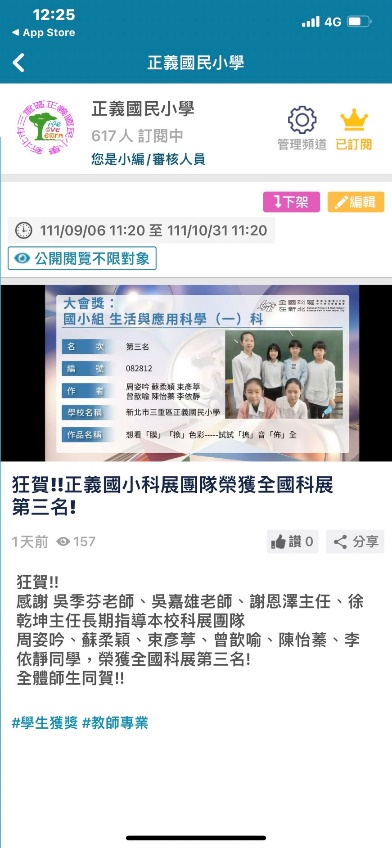 12:25
4G
◀ App Store
正義國民小學
正義國民小學
617人 訂閱中
您是小編/審核人員
管理頻道
已訂閱
下架
編輯
111/09/06 11:20 至 111/10/31 11:20
公開閱覽不限對象
大會獎：
國小組 生活與應用科學（一）科
全國科展
在新北
名 次 第三名
編 號 082812
作 者 周姿吟 蘇柔穎 束彥葶
曾歆喻 陳怡蓁 李依靜
學校名稱 新北市三重區正義國民小學
作品名稱 想看「膜」「換」色彩-----試試「摭」音「佈」全
狂賀!!正義國小科展團隊榮獲全國科展
第三名!
1天前 157
讚 0
分享
狂賀!!
感謝 吳季芬老師、吳嘉雄老師、謝恩澤主任、徐
乾坤主任長期指導本校科展團隊
周姿吟、蘇柔穎、束彥葶、曾歆喻、陳怡蓁、李
依靜同學，榮獲全國科展第三名!
全體師生同賀!!
#學生獲獎 #教師專業